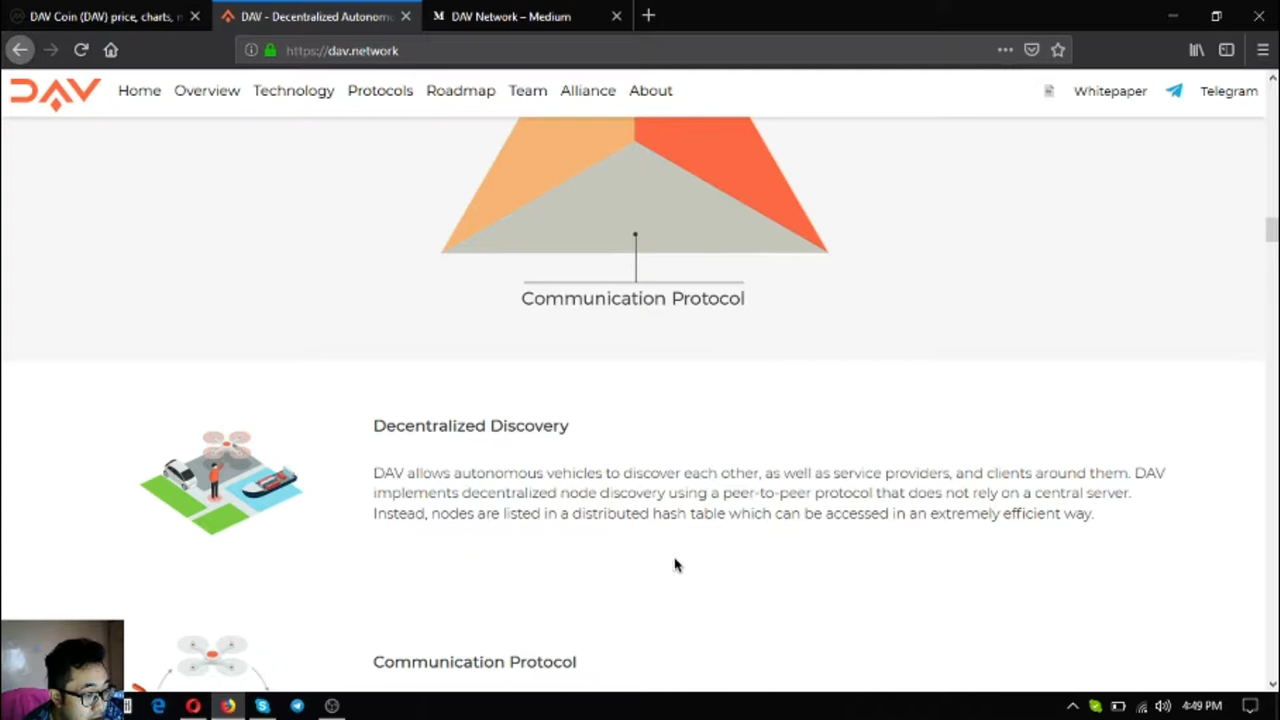 DAV Coin (DAV) price, charts,
DAV - Decentralized Autonomo
DAV Network – Medium
https://dav.network
DAV Home Overview Technology Protocols Roadmap Team Alliance About Whitepaper Telegram
Communication Protocol
Decentralized Discovery
DAV allows autonomous vehicles to discover each other, as well as service providers, and clients around them. DAV
implements decentralized node discovery using a peer-to-peer protocol that does not rely on a central server.
Instead, nodes are listed in a distributed hash table which can be accessed in an extremely efficient way.
Communication Protocol
4:49 PM